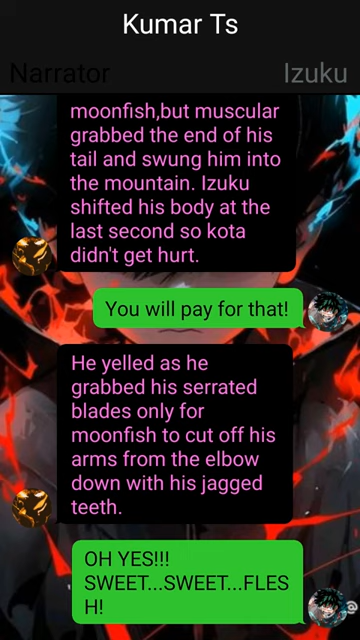 Kumar Ts
Narrator
Izuku
moonfish,but muscular
grabbed the end of his
tail and swung him into
the mountain. Izuku
shifted his body at the
last second so kota
didn't get hurt.
You will pay for that!
He yelled as he
grabbed his serrated
blades only for
moonfish to cut off his
arms from the elbow
down with his jagged
teeth.
OH YES!!!
SWEET...SWEET...FLES
H!
@